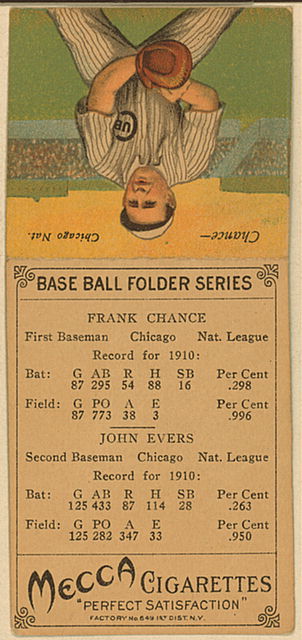 CUB
Chance—
Chicago Nat.
BASE BALL FOLDER SERIES
FRANK CHANCE
First Baseman Chicago Nat. League
Record for 1910:
Bat: G AB R H SB Per Cent
87 295 54 88 16 .298
Field: G PO A E Per Cent
87 773 38 3 .996
JOHN EVERS
Second Baseman Chicago Nat. League
Record for 1910:
Bat: G AB R H SB Per Cent
125 433 87 114 28 .263
Field: G PO A E Per Cent
125 282 347 33 .950
MECCA CIGARETTES
"PERFECT SATISFACTION"
FACTORY No. 649 1ST DIST. N.Y.